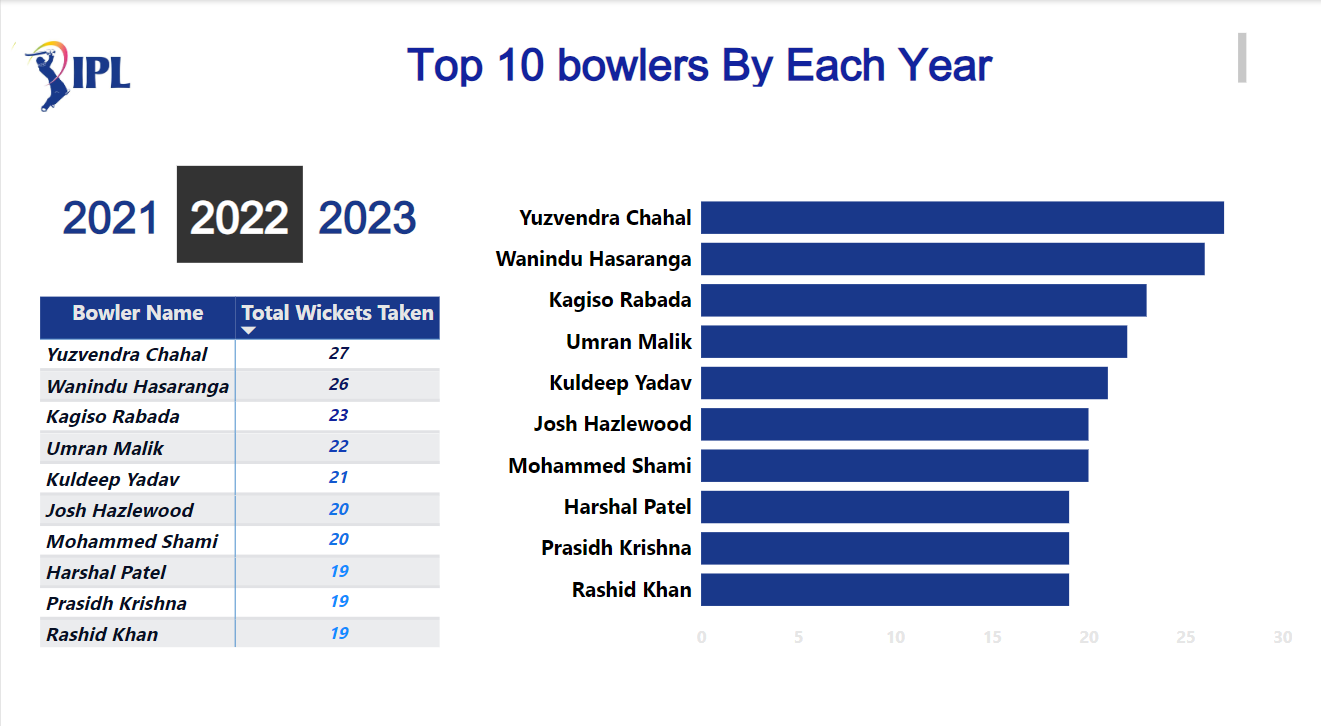 IPL
Top 10 bowlers By Each Year
2021 2022 2023
Bowler Name Total Wickets Taken
Yuzvendra Chahal 27
Wanindu Hasaranga 26
Kagiso Rabada 23
Umran Malik 22
Kuldeep Yadav 21
Josh Hazlewood 20
Mohammed Shami 20
Harshal Patel 19
Prasidh Krishna 19
Rashid Khan 19
Yuzvendra Chahal
Wanindu Hasaranga
Kagiso Rabada
Umran Malik
Kuldeep Yadav
Josh Hazlewood
Mohammed Shami
Harshal Patel
Prasidh Krishna
Rashid Khan
0 5 10 15 20 25 30